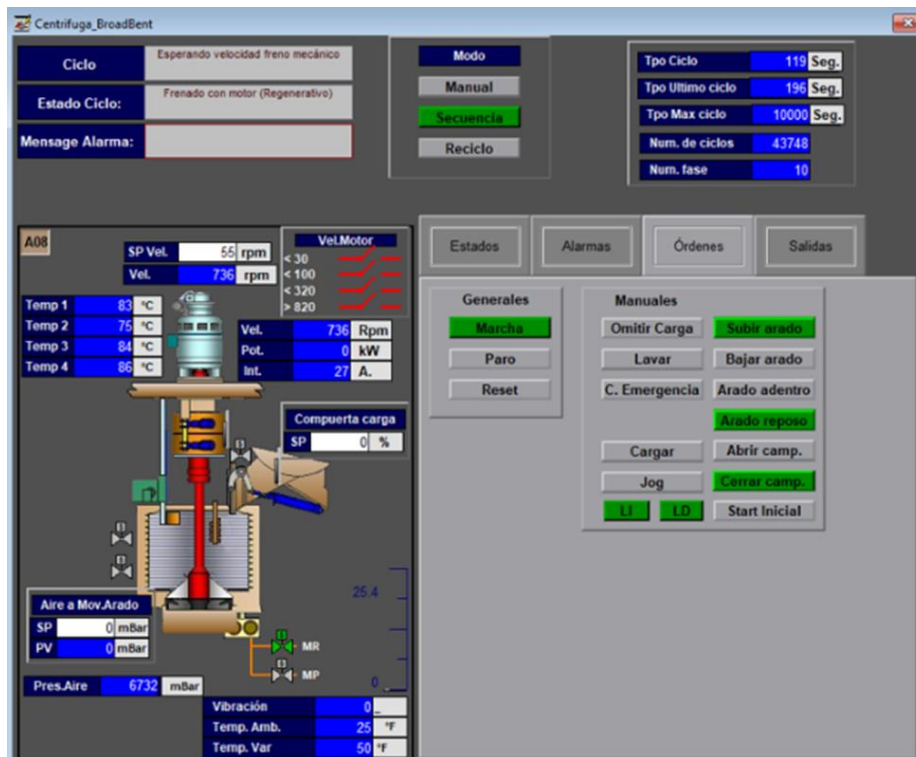 Centrifuga_BroadBent
Ciclo
Esperando velocidad freno mecánico
Estado Ciclo:
Frenado con motor (Regenerativo)
Mensage Alarma:
Modo
Manual
Secuencia
Reciclo
Tpo Ciclo 119 Seg.
Tpo Ultimo ciclo 196 Seg.
Tpo Max ciclo 10000 Seg.
Num. de ciclos 43748
Num. fase 10
A08
SP Vel. 55 rpm
Vel. 736 rpm
Vel.Motor
< 30
< 100
< 320
> 820
Temp 1 83 °C
Temp 2 75 °C
Temp 3 84 °C
Temp 4 86 °C
Vel. 736 Rpm
Pot. 0 kW
Int. 27 A.
Compuerta carga
SP 0 %
Aire a Mov.Arado
SP 0 mBar
PV 0 mBar
25.4
0
MR
MP
Pres.Aire 6732 mBar
Vibración 0 _
Temp. Amb. 25 °F
Temp. Var 50 °F
Estados
Alarmas
Órdenes
Salidas
Generales
Marcha
Paro
Reset
Manuales
Omitir Carga Subir arado
Lavar Bajar arado
C. Emergencia Arado adentro
Arado reposo
Cargar Abrir camp.
Jog Cerrar camp.
LI LD Start Inicial